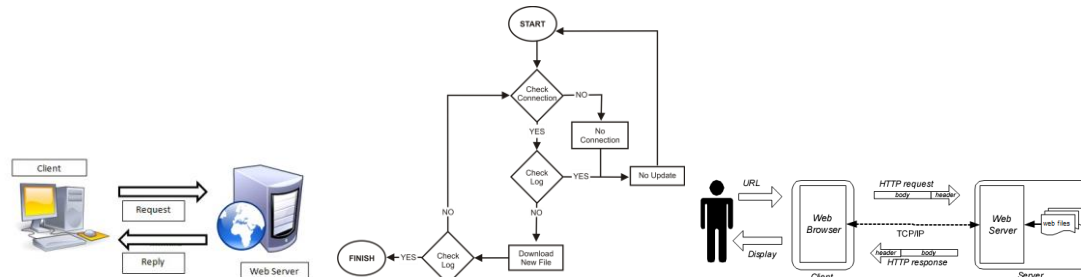 Client
Request
Reply
Web Server
START
Check
Connection
NO
YES
No
Connection
Check
Log
YES
No Update
NO
NO
Download
New File
Check
Log
YES
FINISH
URL
Display
Web
Browser
Client
HTTP request
body header
TCP/IP
header body
HTTP response
Web
Server
web files
Server